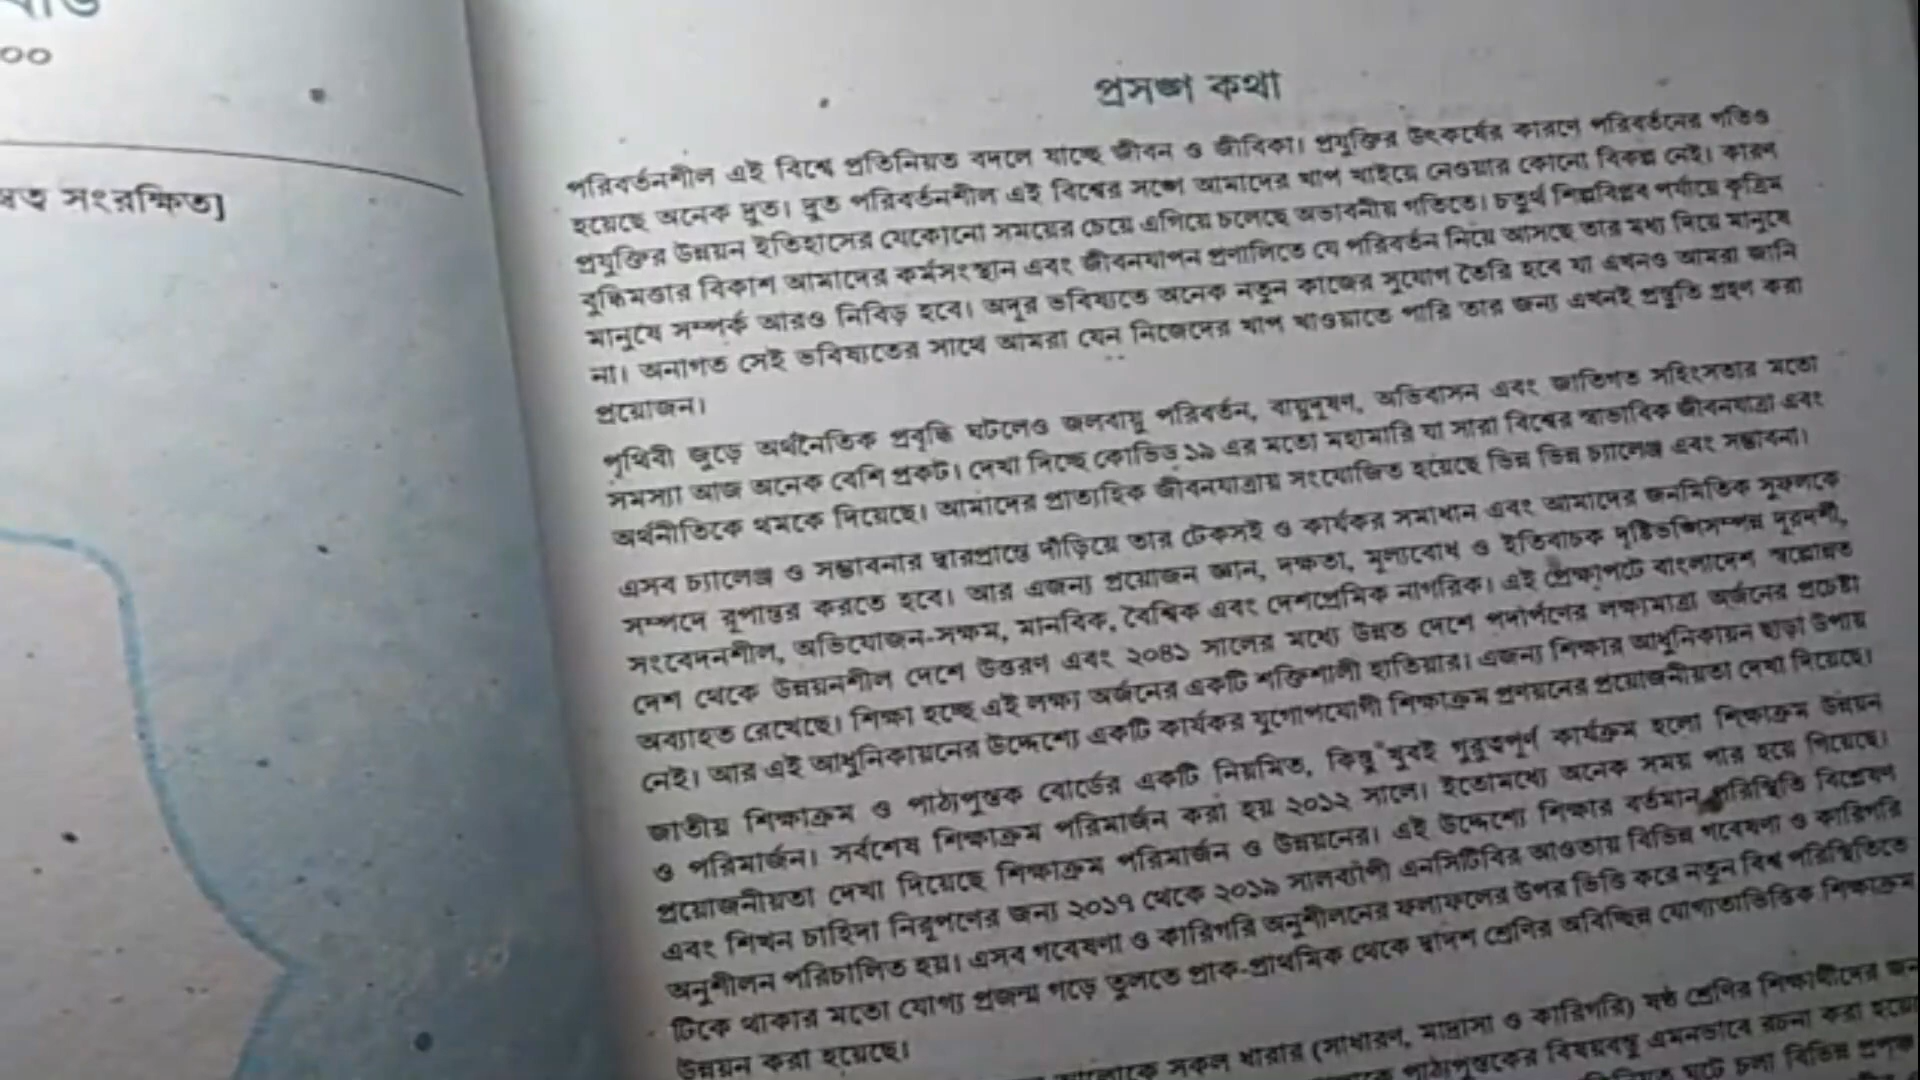 ০০
স্বত্ব সংরক্ষিত]
প্রসঙ্গ কথা
পরিবর্তনশীল এই বিশ্বে প্রতিনিয়ত বদলে যাচ্ছে জীবন ও জীবিকা। প্রযুক্তির উৎকর্ষের কারণে পরিবর্তনের গতিও
হয়েছে অনেক দ্রুত। দ্রুত পরিবর্তনশীল এই বিশ্বের সঙ্গে আমাদের খাপ খাইয়ে নেওয়ার কোনো বিকল্প নেই। কারণ
প্রযুক্তির উন্নয়ন ইতিহাসের যেকোনো সময়ের চেয়ে এগিয়ে চলেছে অভাবনীয় গতিতে। চতুর্থ শিল্পবিপ্লব পর্যায়ে কৃত্রিম
বুদ্ধিমত্তার বিকাশ আমাদের কর্মসংস্থান এবং জীবনযাপন প্রণালিতে যে পরিবর্তন নিয়ে আসছে তার মধ্য দিয়ে মানুষে
মানুষে সম্পর্ক আরও নিবিড় হবে। অদূর ভবিষ্যতে অনেক নতুন কাজের সুযোগ তৈরি হবে যা এখনও আমরা জানি
না। অনাগত সেই ভবিষ্যতের সাথে আমরা যেন নিজেদের খাপ খাওয়াতে পারি তার জন্য এখনই প্রস্তুতি গ্রহণ করা
প্রয়োজন।
পৃথিবী জুড়ে অর্থনৈতিক প্রবৃদ্ধি ঘটলেও জলবায়ু পরিবর্তন, বায়ুদূষণ, অভিবাসন এবং জাতিগত সহিংসতার মতো
সমস্যা আজ অনেক বেশি প্রকট। দেখা দিচ্ছে কোভিড ১৯ এর মতো মহামারি যা সারা বিশ্বের স্বাভাবিক জীবনযাত্রা এবং
অর্থনীতিকে থমকে দিয়েছে। আমাদের প্রাত্যহিক জীবনযাত্রায় সংযোজিত হয়েছে ভিন্ন ভিন্ন চ্যালেঞ্জ এবং সম্ভাবনা।
এসব চ্যালেঞ্জ ও সম্ভাবনার দ্বারপ্রান্তে দাঁড়িয়ে তার টেকসই ও কার্যকর সমাধান এবং আমাদের জনমিতিক সুফলকে
সম্পদে রূপান্তর করতে হবে। আর এজন্য প্রয়োজন জ্ঞান, দক্ষতা, মূল্যবোধ ও ইতিবাচক দৃষ্টিভঙ্গিসম্পন্ন দূরদর্শী,
সংবেদনশীল, অভিযোজন-সক্ষম, মানবিক, বৈশ্বিক এবং দেশপ্রেমিক নাগরিক। এই প্রেক্ষাপটে বাংলাদেশ স্বল্পোন্নত
দেশ থেকে উন্নয়নশীল দেশে উত্তরণ এবং ২০৪১ সালের মধ্যে উন্নত দেশে পদার্পণের লক্ষ্যমাত্রা অর্জনের প্রচেষ্টা
অব্যাহত রেখেছে। শিক্ষা হচ্ছে এই লক্ষ্য অর্জনের একটি শক্তিশালী হাতিয়ার। এজন্য শিক্ষার আধুনিকায়ন ছাড়া উপায়
নেই। আর এই আধুনিকায়নের উদ্দেশ্যে একটি কার্যকর যুগোপযোগী শিক্ষাক্রম প্রণয়নের প্রয়োজনীয়তা দেখা দিয়েছে।
জাতীয় শিক্ষাক্রম ও পাঠ্যপুস্তক বোর্ডের একটি নিয়মিত, কিন্তু খুবই গুরুত্বপূর্ণ কার্যক্রম হলো শিক্ষাক্রম উন্নয়ন
ও পরিমার্জন। সর্বশেষ শিক্ষাক্রম পরিমার্জন করা হয় ২০১২ সালে। ইতোমধ্যে অনেক সময় পার হয়ে গিয়েছে।
প্রয়োজনীয়তা দেখা দিয়েছে শিক্ষাক্রম পরিমার্জন ও উন্নয়নের। এই উদ্দেশ্যে শিক্ষার বর্তমান পরিস্থিতি বিশ্লেষণ
এবং শিখন চাহিদা নিরূপণের জন্য ২০১৭ থেকে ২০১৯ সালব্যাপী এনসিটিবির আওতায় বিভিন্ন গবেষণা ও কারিগরি
অনুশীলন পরিচালিত হয়। এসব গবেষণা ও কারিগরি অনুশীলনের ফলাফলের উপর ভিত্তি করে নতুন বিশ্ব পরিস্থিতিতে
টিকে থাকার মতো যোগ্য প্রজন্ম গড়ে তুলতে প্রাক-প্রাথমিক থেকে দ্বাদশ শ্রেণির অবিচ্ছিন্ন যোগ্যতাভিত্তিক শিক্ষাক্রম
উন্নয়ন করা হয়েছে।
আলোকে সকল ধারার (সাধারণ, মাদ্রাসা ও কারিগরি) ষষ্ঠ শ্রেণির শিক্ষার্থীদের জন্য
পাঠ্যপুস্তকের বিষয়বস্তু এমনভাবে রচনা করা হয়েছে
ঘটে চলা বিভিন্ন